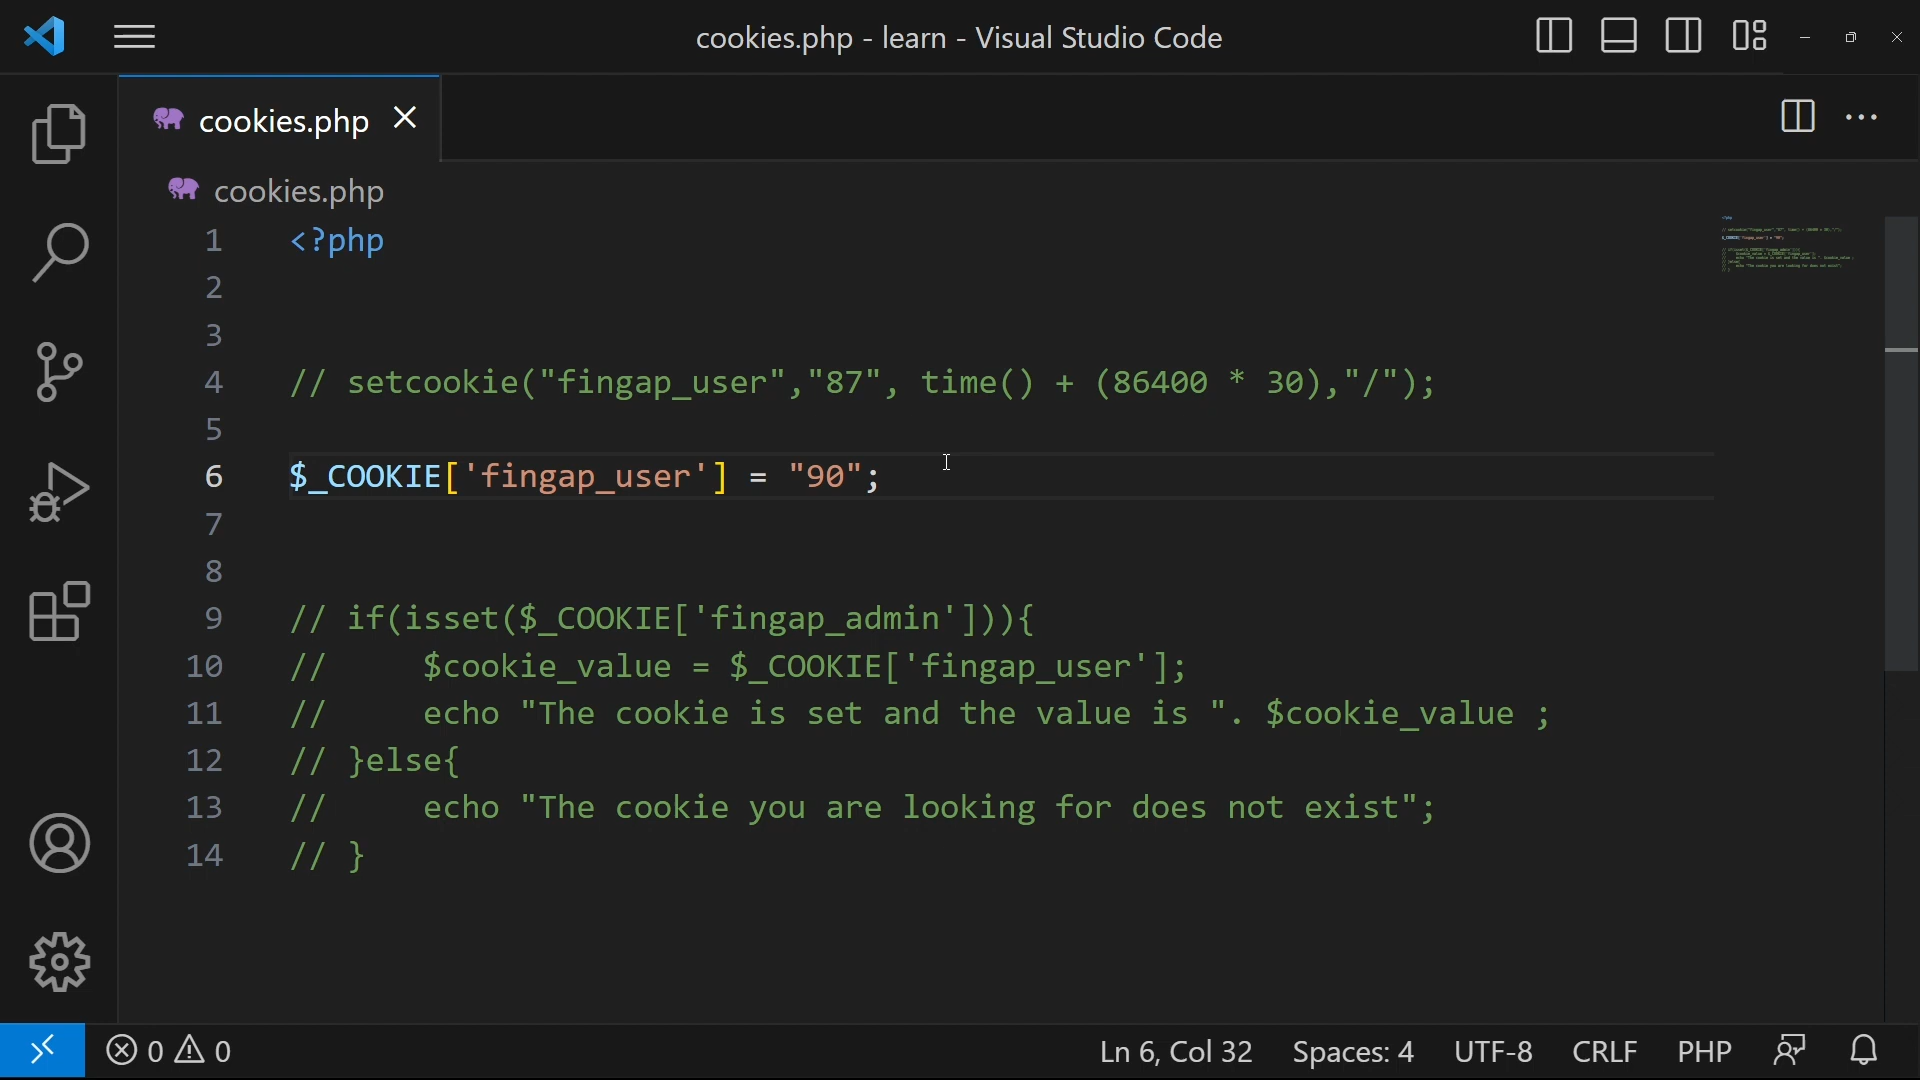 cookies.php - learn - Visual Studio Code
cookies.php
cookies.php
1 <?php
2
3
4 // setcookie("fingap_user","87", time() + (86400 * 30),"/");
5
6 $_COOKIE['fingap_user'] = "90";
7
8
9 // if(isset($_COOKIE['fingap_admin'])){
10 //     $cookie_value = $_COOKIE['fingap_user'];
11 //     echo "The cookie is set and the value is ". $cookie_value ;
12 // }else{
13 //     echo "The cookie you are looking for does not exist";
14 // }
0 0 Ln 6, Col 32 Spaces: 4 UTF-8 CRLF PHP